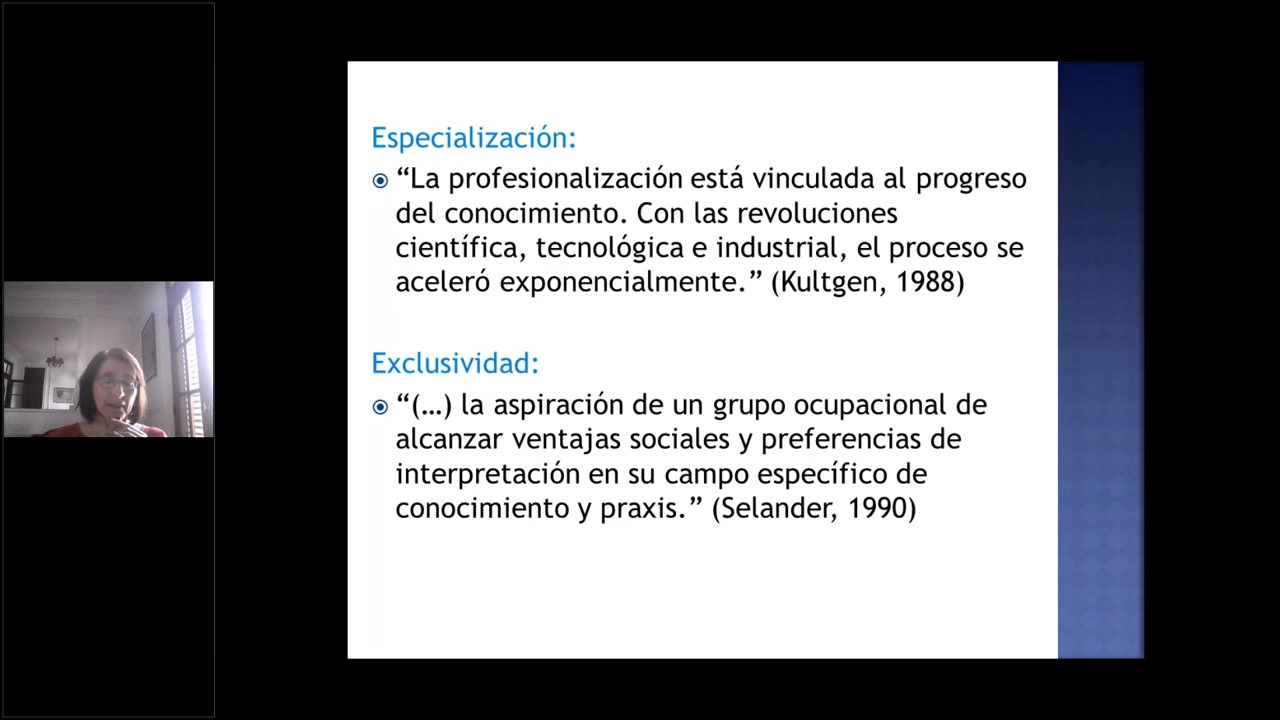 Especialización:
“La profesionalización está vinculada al progreso
del conocimiento. Con las revoluciones
científica, tecnológica e industrial, el proceso se
aceleró exponencialmente.” (Kultgen, 1988)
Exclusividad:
“(…) la aspiración de un grupo ocupacional de
alcanzar ventajas sociales y preferencias de
interpretación en su campo específico de
conocimiento y praxis.” (Selander, 1990)